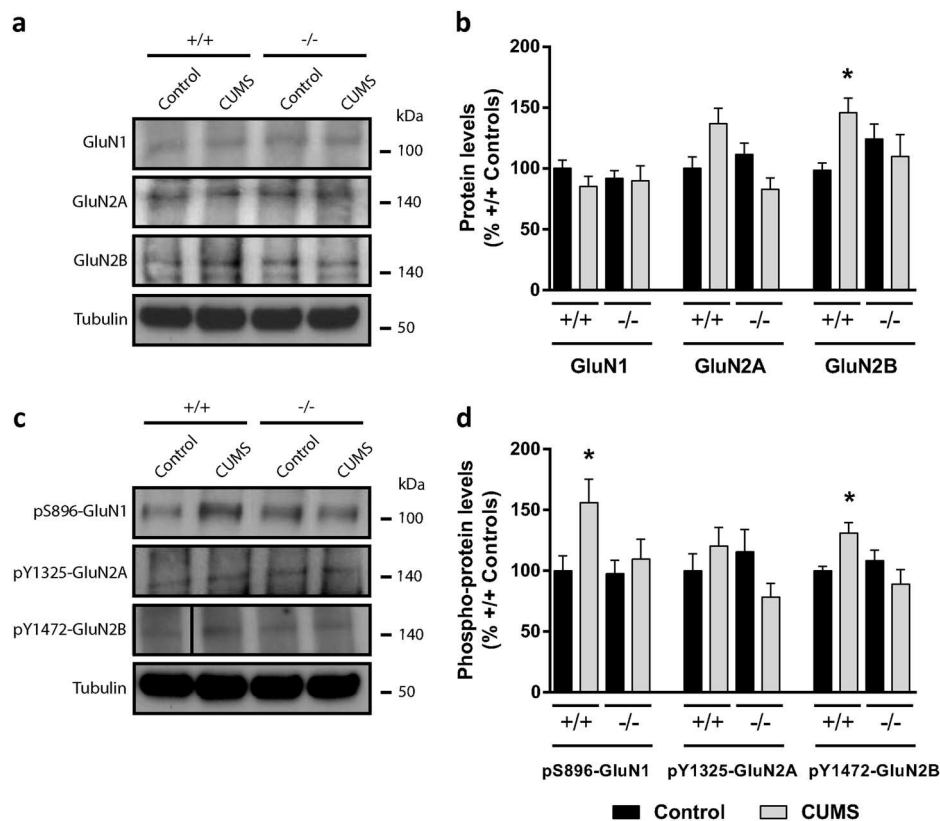 a
+/+ -/-
Control CUMS Control CUMS
kDa
GluN1
100
GluN2A
140
GluN2B
140
Tubulin
50
b
Protein levels
(% +/+ Controls)
200
150
100
50
0
*
+/+ -/- +/+ -/- +/+ -/-
GluN1 GluN2A GluN2B
c
+/+ -/-
Control CUMS Control CUMS
kDa
pS896-GluN1
100
pY1325-GluN2A
140
pY1472-GluN2B
140
Tubulin
50
d
Phospho-protein levels
(% +/+ Controls)
200
150
100
50
0
* *
+/+ -/- +/+ -/- +/+ -/-
pS896-GluN1 pY1325-GluN2A pY1472-GluN2B
Control CUMS